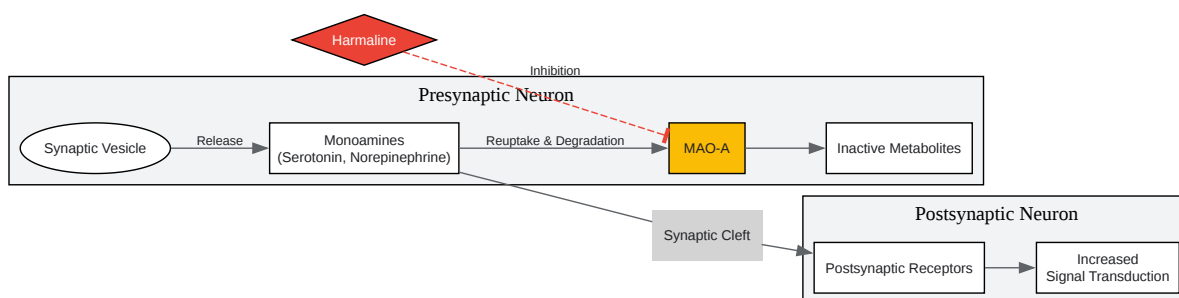 Harmaline
Inhibition
Presynaptic Neuron
Synaptic Vesicle
Release
Monoamines
(Serotonin, Norepinephrine)
Reuptake & Degradation
MAO-A
Inactive Metabolites
Synaptic Cleft
Postsynaptic Neuron
Postsynaptic Receptors
Increased
Signal Transduction